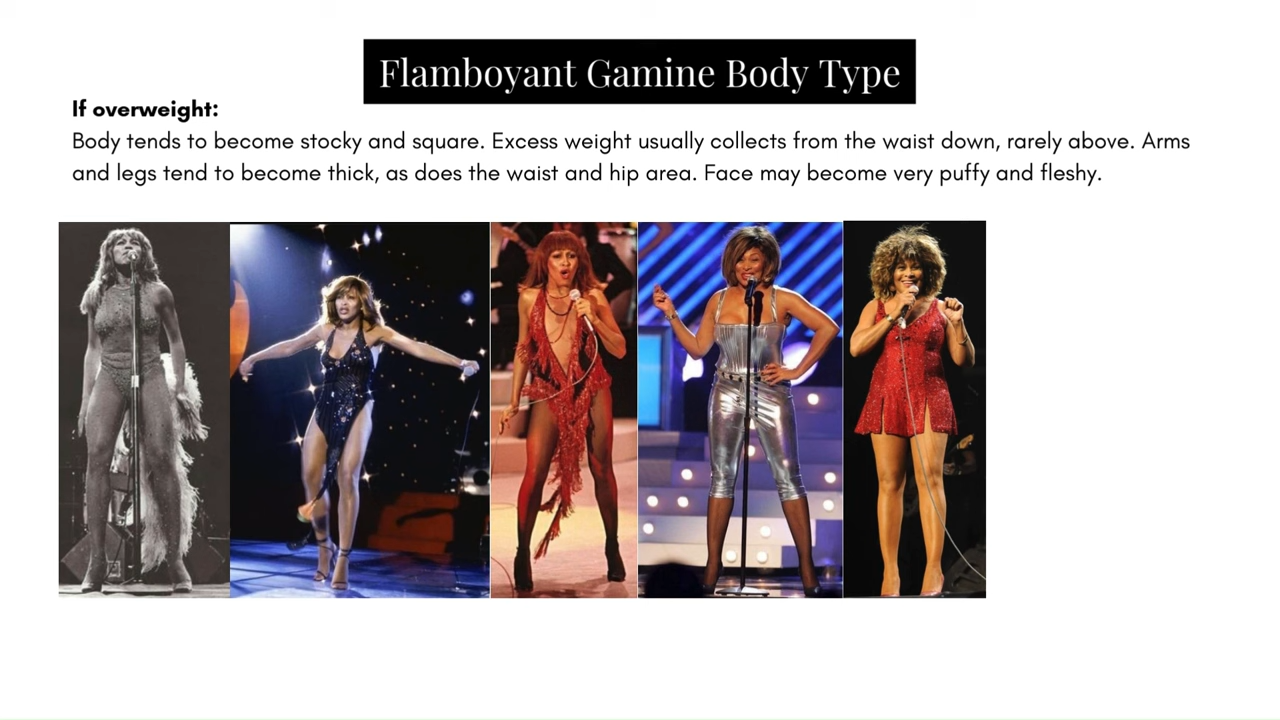 Flamboyant Gamine Body Type
If overweight:
Body tends to become stocky and square. Excess weight usually collects from the waist down, rarely above. Arms
and legs tend to become thick, as does the waist and hip area. Face may become very puffy and fleshy.